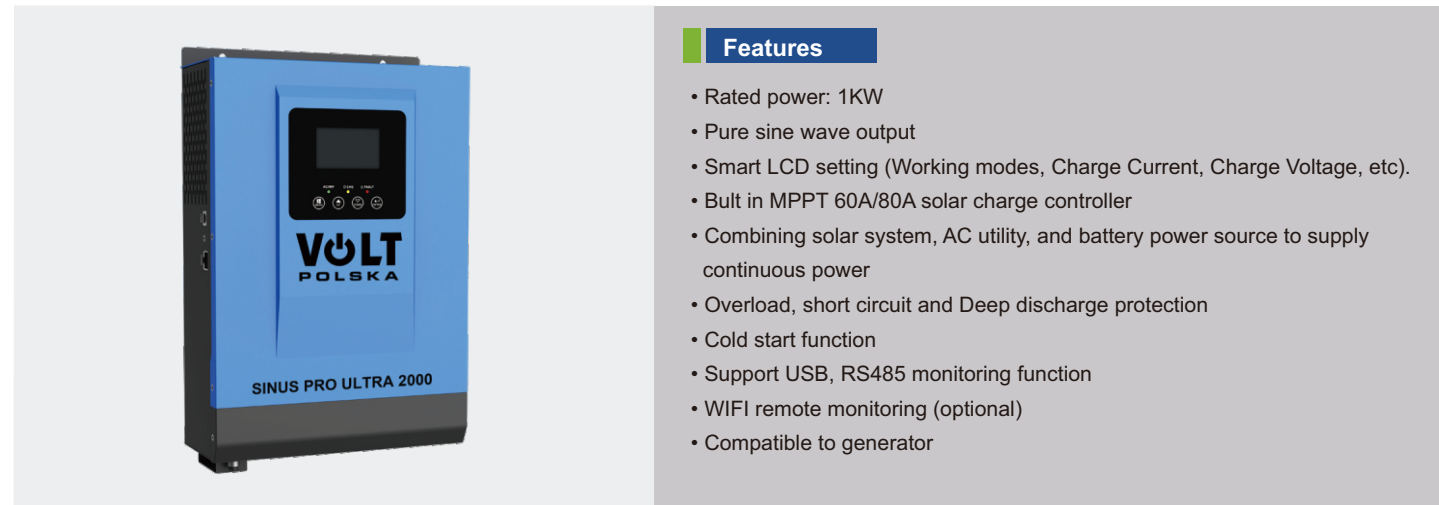 VOLT
POLSKA
SINUS PRO ULTRA 2000
Features
• Rated power: 1KW
• Pure sine wave output
• Smart LCD setting (Working modes, Charge Current, Charge Voltage, etc).
• Bult in MPPT 60A/80A solar charge controller
• Combining solar system, AC utility, and battery power source to supply
continuous power
• Overload, short circuit and Deep discharge protection
• Cold start function
• Support USB, RS485 monitoring function
• WIFI remote monitoring (optional)
• Compatible to generator